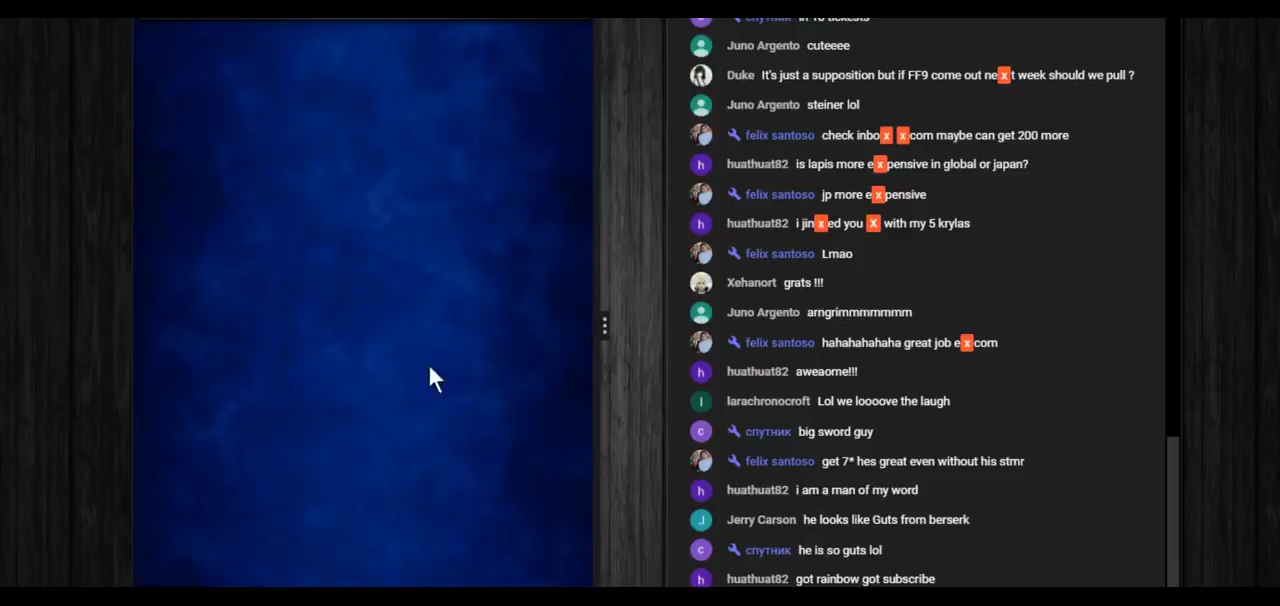 спутник in 10 tickests
Juno Argento cuteeee
Duke It's just a supposition but if FF9 come out next week should we pull ?
Juno Argento steiner lol
felix santoso check inbox xcom maybe can get 200 more
h huathuat82 is lapis more expensive in global or japan?
felix santoso jp more expensive
h huathuat82 i jinxed you X with my 5 krylas
felix santoso Lmao
Xehanort grats !!!
Juno Argento arngrimmmmmmm
felix santoso hahahahahaha great job excom
h huathuat82 aweaome!!!
l larachronocroft Lol we loooove the laugh
c спутник big sword guy
felix santoso get 7* hes great even without his stmr
h huathuat82 i am a man of my word
J Jerry Carson he looks like Guts from berserk
c спутник he is so guts lol
h huathuat82 got rainbow got subscribe